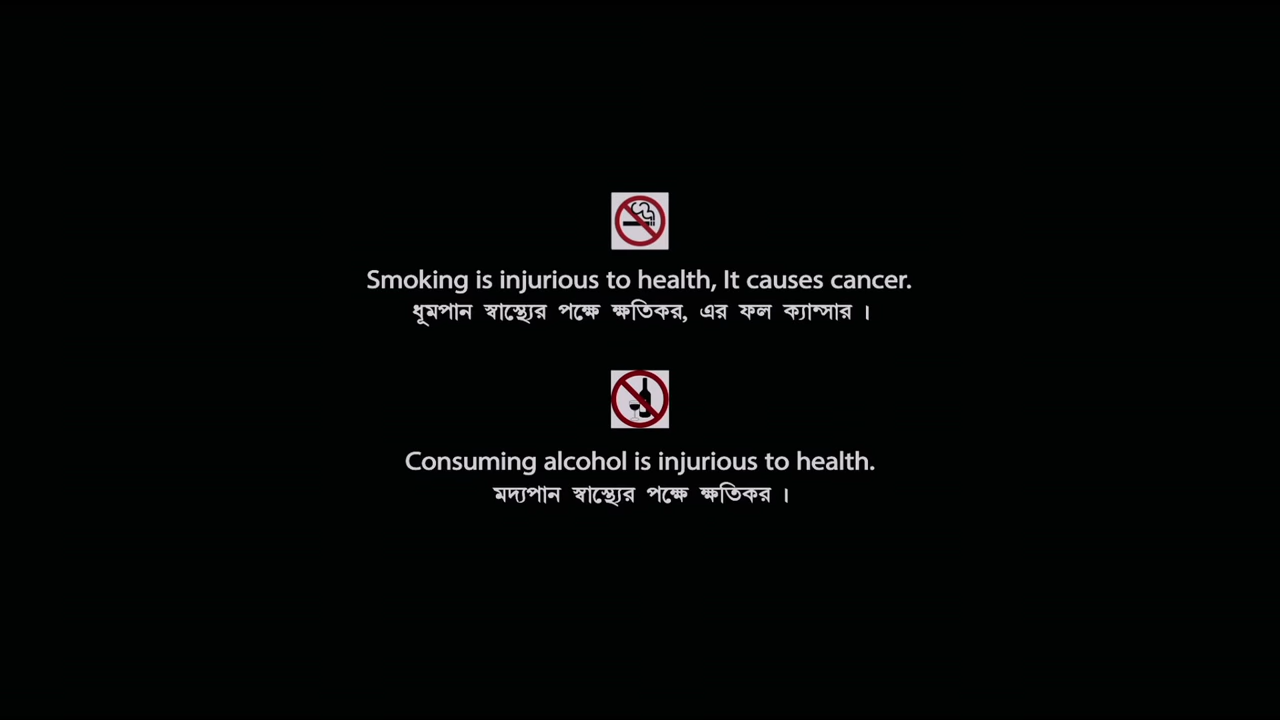 Smoking is injurious to health, It causes cancer.
ধূমপান স্বাস্থ্যের পক্ষে ক্ষতিকর, এর ফল ক্যান্সার ।
Consuming alcohol is injurious to health.
মদ্যপান স্বাস্থ্যের পক্ষে ক্ষতিকর ।